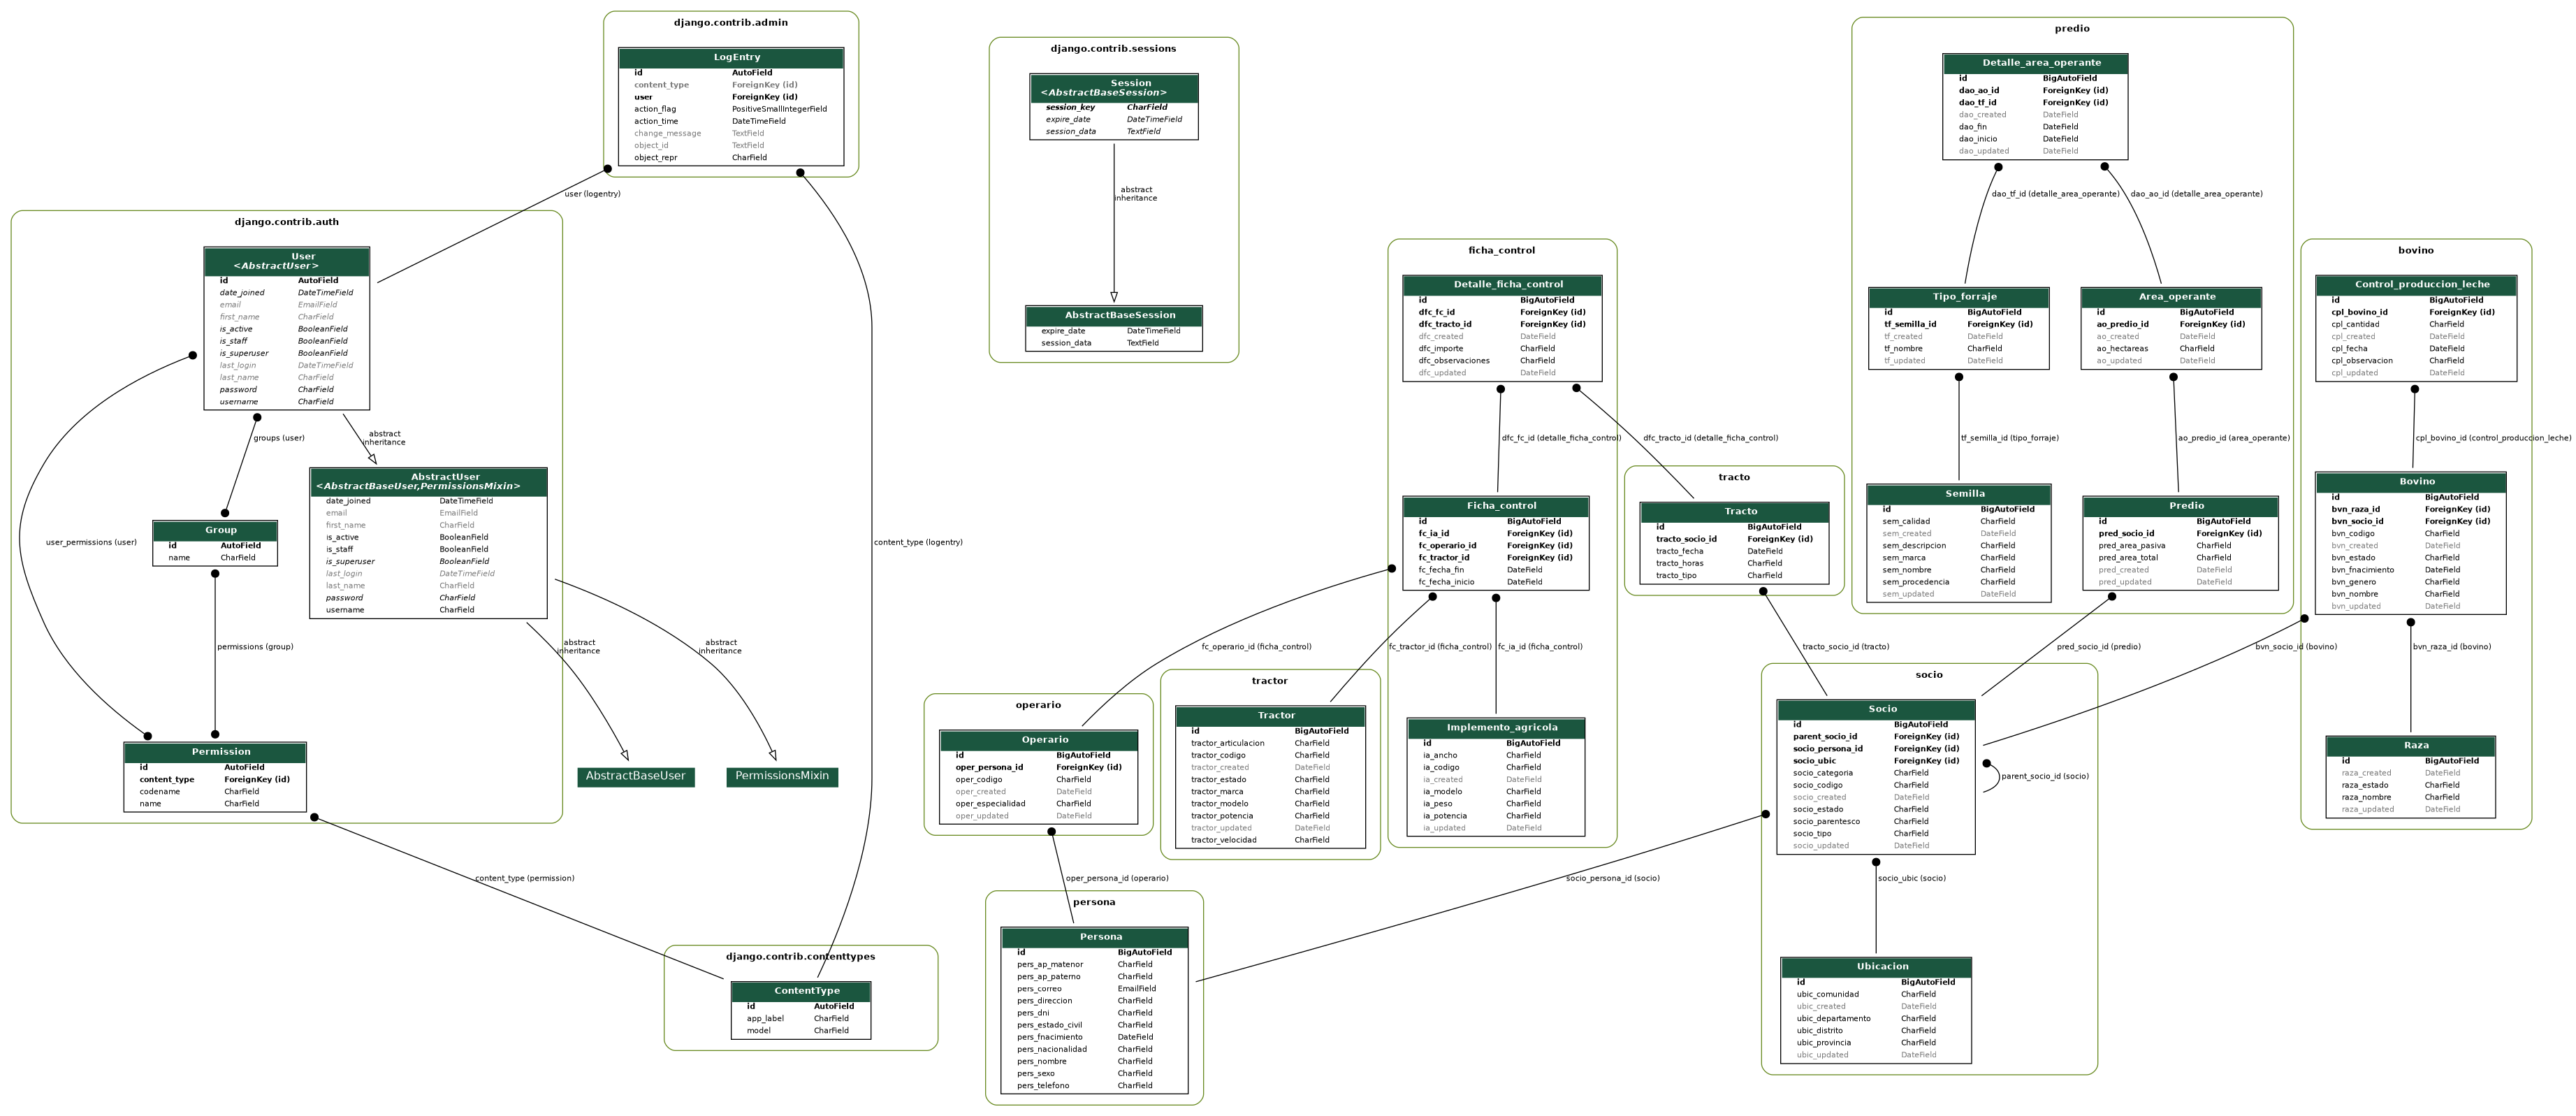 django.contrib.admin
LogEntry
id AutoField
content_type ForeignKey (id)
user ForeignKey (id)
action_flag PositiveSmallIntegerField
action_time DateTimeField
change_message TextField
object_id TextField
object_repr CharField
user (logentry)
content_type (logentry)
django.contrib.auth
User
<AbstractUser>
id AutoField
date_joined DateTimeField
email EmailField
first_name CharField
is_active BooleanField
is_staff BooleanField
is_superuser BooleanField
last_login DateTimeField
last_name CharField
password CharField
username CharField
groups (user)
abstract
inheritance
user_permissions (user)
AbstractUser
<AbstractBaseUser,PermissionsMixin>
date_joined DateTimeField
email EmailField
first_name CharField
is_active BooleanField
is_staff BooleanField
is_superuser BooleanField
last_login DateTimeField
last_name CharField
password CharField
username CharField
Group
id AutoField
name CharField
permissions (group)
abstract
inheritance
abstract
inheritance
Permission
id AutoField
content_type ForeignKey (id)
codename CharField
name CharField
AbstractBaseUser
PermissionsMixin
content_type (permission)
django.contrib.contenttypes
ContentType
id AutoField
app_label CharField
model CharField
django.contrib.sessions
Session
<AbstractBaseSession>
session_key CharField
expire_date DateTimeField
session_data TextField
abstract
inheritance
AbstractBaseSession
expire_date DateTimeField
session_data TextField
ficha_control
Detalle_ficha_control
id BigAutoField
dfc_fc_id ForeignKey (id)
dfc_tracto_id ForeignKey (id)
dfc_created DateField
dfc_importe CharField
dfc_observaciones CharField
dfc_updated DateField
dfc_fc_id (detalle_ficha_control)
dfc_tracto_id (detalle_ficha_control)
Ficha_control
id BigAutoField
fc_ia_id ForeignKey (id)
fc_operario_id ForeignKey (id)
fc_tractor_id ForeignKey (id)
fc_fecha_fin DateField
fc_fecha_inicio DateField
fc_operario_id (ficha_control)
fc_tractor_id (ficha_control)
fc_ia_id (ficha_control)
Implemento_agricola
id BigAutoField
ia_ancho CharField
ia_codigo CharField
ia_created DateField
ia_modelo CharField
ia_peso CharField
ia_potencia CharField
ia_updated DateField
tracto
Tracto
id BigAutoField
tracto_socio_id ForeignKey (id)
tracto_fecha DateField
tracto_horas CharField
tracto_tipo CharField
tracto_socio_id (tracto)
operario
Operario
id BigAutoField
oper_persona_id ForeignKey (id)
oper_codigo CharField
oper_created DateField
oper_especialidad CharField
oper_updated DateField
oper_persona_id (operario)
tractor
Tractor
id BigAutoField
tractor_articulacion CharField
tractor_codigo CharField
tractor_created DateField
tractor_estado CharField
tractor_marca CharField
tractor_modelo CharField
tractor_potencia CharField
tractor_updated DateField
tractor_velocidad CharField
persona
Persona
id BigAutoField
pers_ap_matenor CharField
pers_ap_paterno CharField
pers_correo EmailField
pers_direccion CharField
pers_dni CharField
pers_estado_civil CharField
pers_fnacimiento DateField
pers_nacionalidad CharField
pers_nombre CharField
pers_sexo CharField
pers_telefono CharField
predio
Detalle_area_operante
id BigAutoField
dao_ao_id ForeignKey (id)
dao_tf_id ForeignKey (id)
dao_created DateField
dao_fin DateField
dao_inicio DateField
dao_updated DateField
dao_tf_id (detalle_area_operante)
dao_ao_id (detalle_area_operante)
Tipo_forraje
id BigAutoField
tf_semilla_id ForeignKey (id)
tf_created DateField
tf_nombre CharField
tf_updated DateField
Area_operante
id BigAutoField
ao_predio_id ForeignKey (id)
ao_created DateField
ao_hectareas CharField
ao_updated DateField
tf_semilla_id (tipo_forraje)
ao_predio_id (area_operante)
Semilla
id BigAutoField
sem_calidad CharField
sem_created DateField
sem_descripcion CharField
sem_marca CharField
sem_nombre CharField
sem_procedencia CharField
sem_updated DateField
Predio
id BigAutoField
pred_socio_id ForeignKey (id)
pred_area_pasiva CharField
pred_area_total CharField
pred_created DateField
pred_updated DateField
pred_socio_id (predio)
socio
Socio
id BigAutoField
parent_socio_id ForeignKey (id)
socio_persona_id ForeignKey (id)
socio_ubic ForeignKey (id)
socio_categoria CharField
socio_codigo CharField
socio_created DateField
socio_estado CharField
socio_parentesco CharField
socio_tipo CharField
socio_updated DateField
parent_socio_id (socio)
socio_persona_id (socio)
socio_ubic (socio)
Ubicacion
id BigAutoField
ubic_comunidad CharField
ubic_created DateField
ubic_departamento CharField
ubic_distrito CharField
ubic_provincia CharField
ubic_updated DateField
bovino
Control_produccion_leche
id BigAutoField
cpl_bovino_id ForeignKey (id)
cpl_cantidad CharField
cpl_created DateField
cpl_fecha DateField
cpl_observacion CharField
cpl_updated DateField
cpl_bovino_id (control_produccion_leche)
Bovino
id BigAutoField
bvn_raza_id ForeignKey (id)
bvn_socio_id ForeignKey (id)
bvn_codigo CharField
bvn_created DateField
bvn_estado CharField
bvn_fnacimiento DateField
bvn_genero CharField
bvn_nombre CharField
bvn_updated DateField
bvn_socio_id (bovino)
bvn_raza_id (bovino)
Raza
id BigAutoField
raza_created DateField
raza_estado CharField
raza_nombre CharField
raza_updated DateField